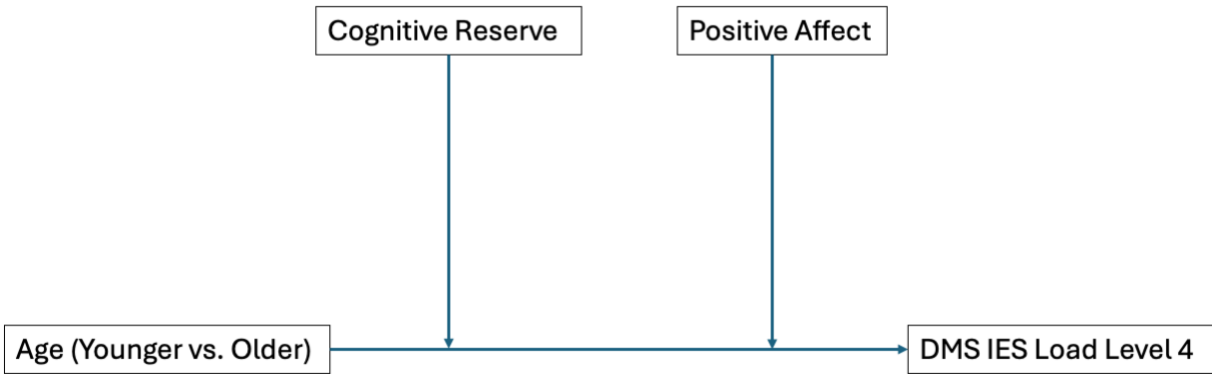 Cognitive Reserve
Positive Affect
Age (Younger vs. Older)
DMS IES Load Level 4